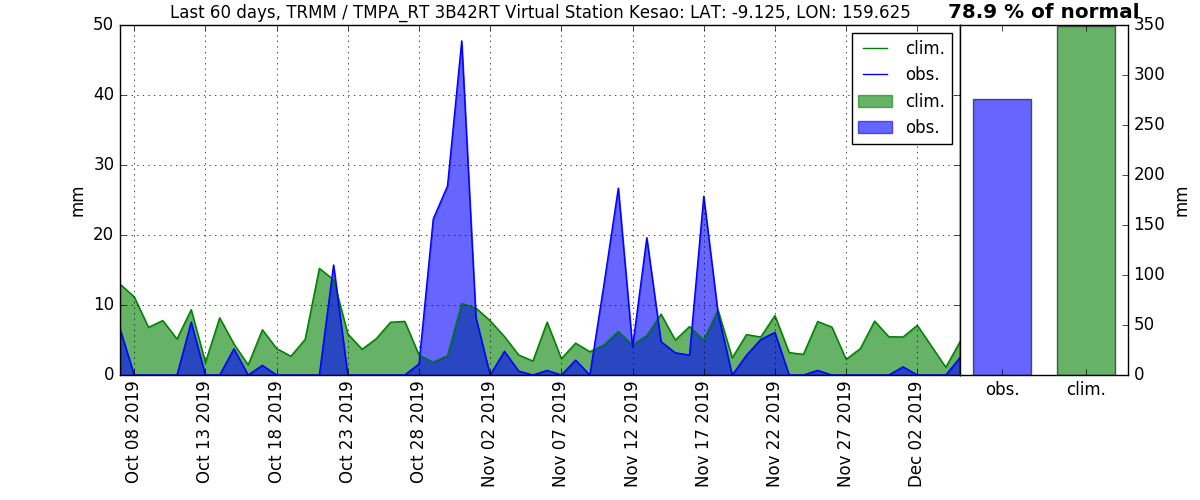 Last 60 days, TRMM / TMPA_RT 3B42RT Virtual Station Kesao: LAT: -9.125, LON: 159.625
78.9 % of normal
50
40
30
20
10
0
mm
clim.
obs.
clim.
obs.
350
300
250
200
150
100
50
0
mm
obs.
clim.
Oct 08 2019
Oct 13 2019
Oct 18 2019
Oct 23 2019
Oct 28 2019
Nov 02 2019
Nov 07 2019
Nov 12 2019
Nov 17 2019
Nov 22 2019
Nov 27 2019
Dec 02 2019